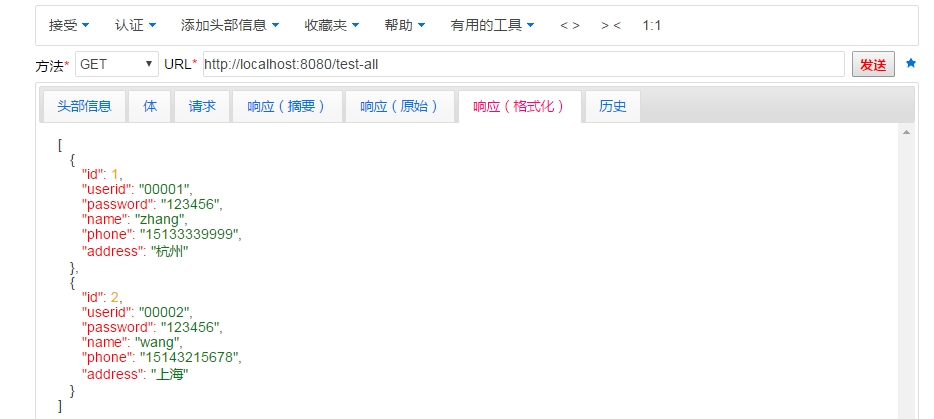 接受 认证 添加头部信息 收藏夹 帮助 有用的工具 < > > < 1:1
方法* GET URL* http://localhost:8080/test-all 发送
头部信息 体 请求 响应（摘要） 响应（原始） 响应（格式化） 历史
[
{
"id": 1,
"userid": "00001",
"password": "123456",
"name": "zhang",
"phone": "15133339999",
"address": "杭州"
},
{
"id": 2,
"userid": "00002",
"password": "123456",
"name": "wang",
"phone": "15143215678",
"address": "上海"
}
]